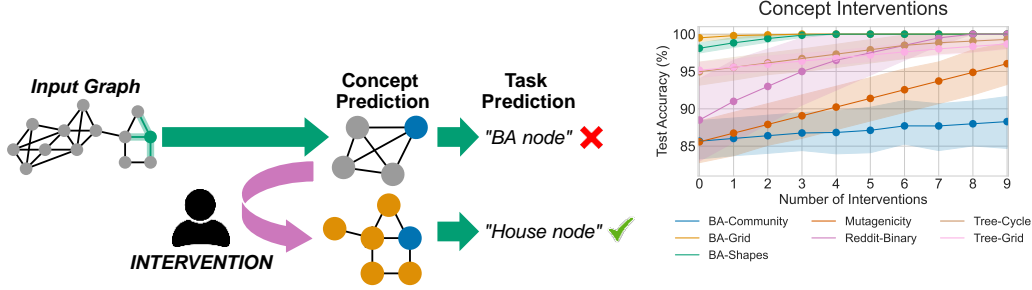 Input Graph
Concept
Prediction
Task
Prediction
"BA node"
INTERVENTION
"House node"
Concept Interventions
Test Accuracy (%)
100
95
90
85
0 1 2 3 4 5 6 7 8 9
Number of Interventions
BA-Community
BA-Grid
BA-Shapes
Mutagenicity
Reddit-Binary
Tree-Cycle
Tree-Grid